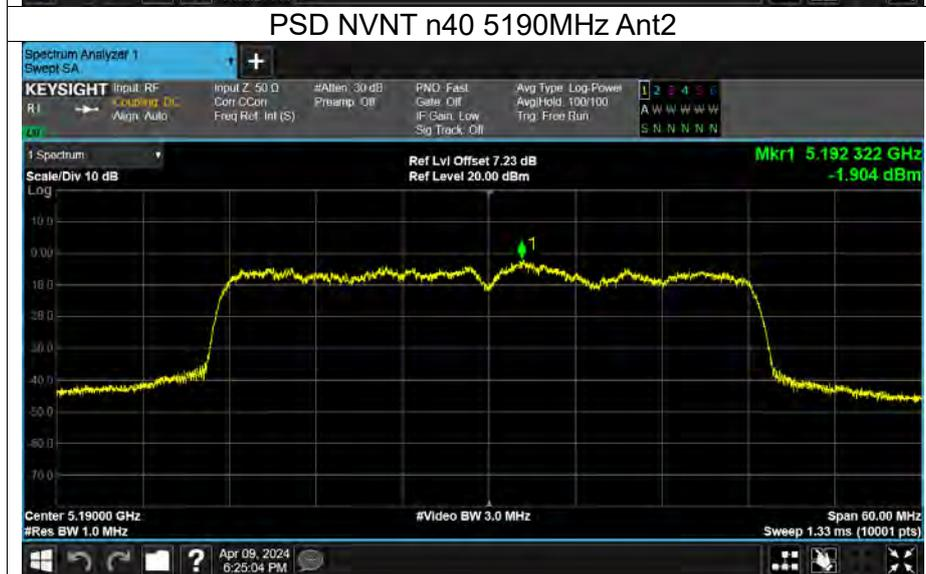 PSD NVNT n40 5190MHz Ant2
Spectrum Analyzer 1
Swept SA
+
KEYSIGHT Input: RF
Coupling: DC
Align: Auto
Input Z: 50 Ω
Corr CCorr
Freq Ref: Int (S)
#Atten: 30 dB
Preamp: Off
PNO: Fast
Gate: Off
IF Gain: Low
Sig Track: Off
Avg Type: Log-Power
Avg|Hold: 100/100
Trig: Free Run
1 2 3 4 5 6
A W W W W W
S N N N N N
1 Spectrum
Scale/Div 10 dB
Log
Ref Lvl Offset 7.23 dB
Ref Level 20.00 dBm
Mkr1 5.192 322 GHz
-1.904 dBm
10.0
0.00
-10.0
-20.0
-30.0
-40.0
-50.0
-60.0
-70.0
1
Center 5.19000 GHz
#Res BW 1.0 MHz
#Video BW 3.0 MHz
Span 60.00 MHz
Sweep 1.33 ms (10001 pts)
?
Apr 09, 2024
6:25:04 PM